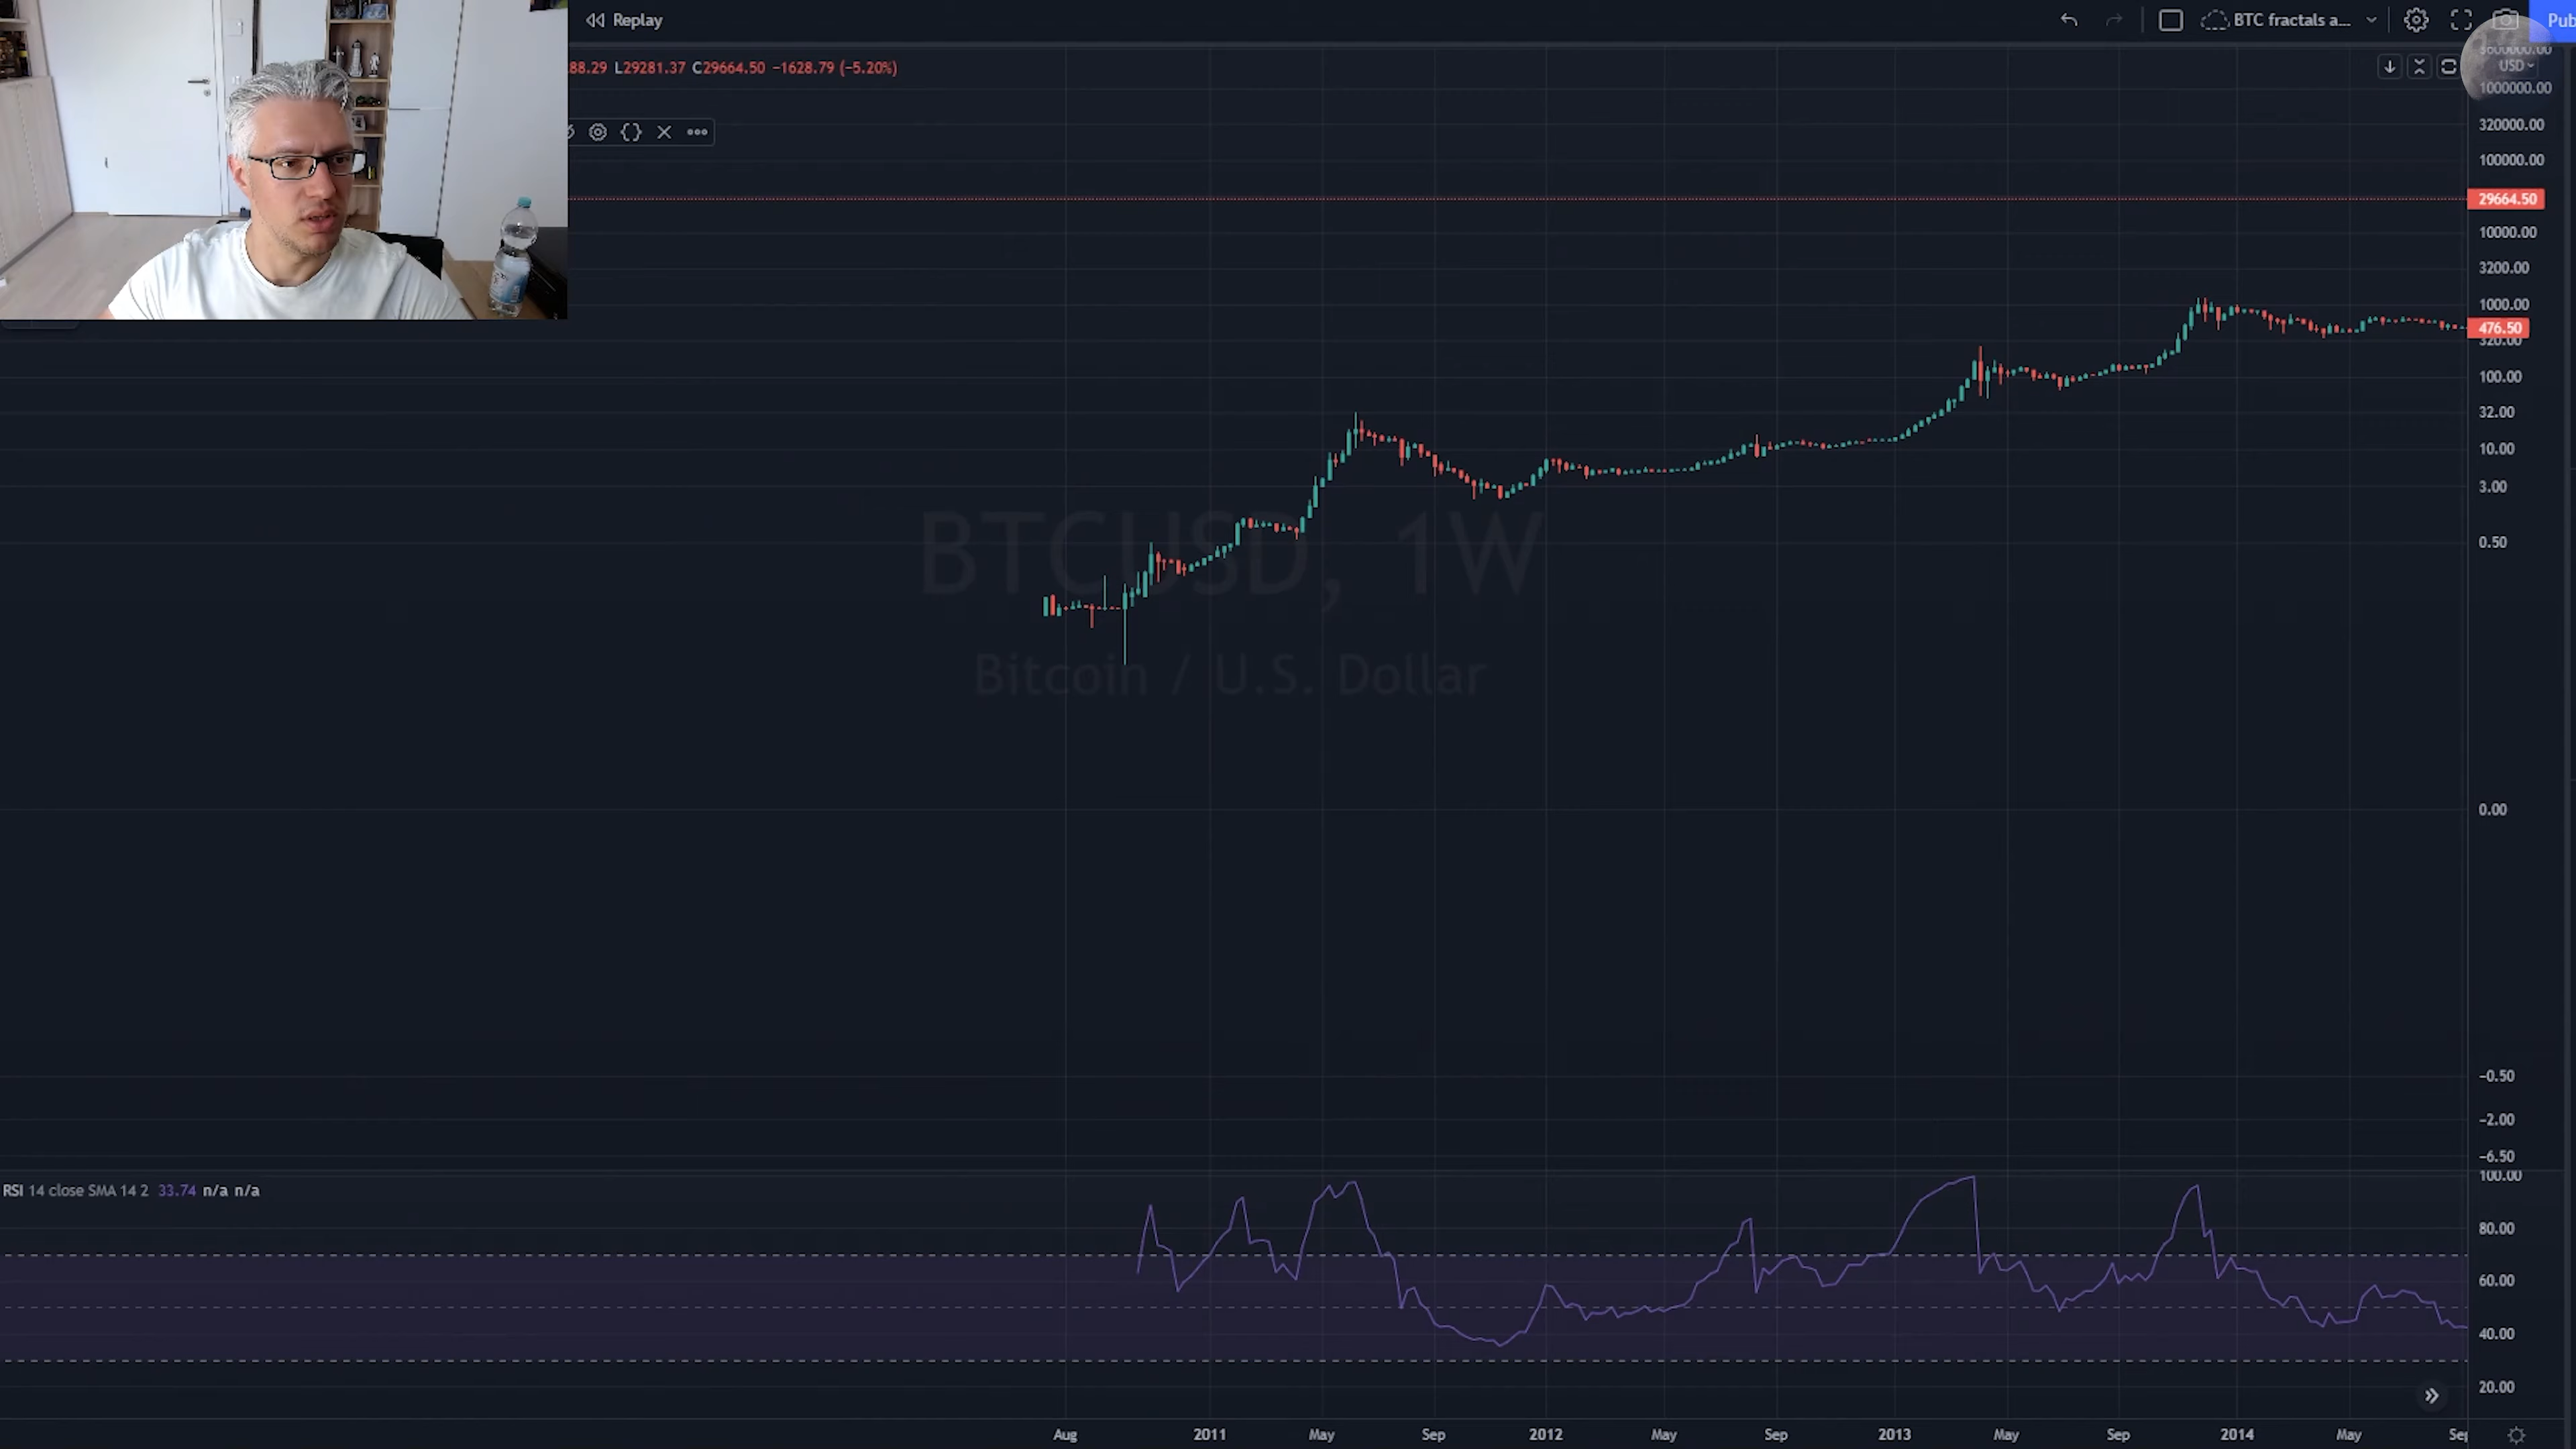 Replay
BTC fractals a...
Pub
88.29 L29281.37 C29664.50 −1628.79 (−5.20%)
USD
1000000.00
320000.00
100000.00
29664.50
10000.00
3200.00
1000.00
476.50
320.00
100.00
32.00
10.00
3.00
0.50
BTCUSD, 1W
Bitcoin / U.S. Dollar
0.00
−0.50
−2.00
−6.50
100.00
RSI 14 close SMA 14 2 33.74 n/a n/a
80.00
60.00
40.00
20.00
Aug 2011 May Sep 2012 May Sep 2013 May Sep 2014 May Sep